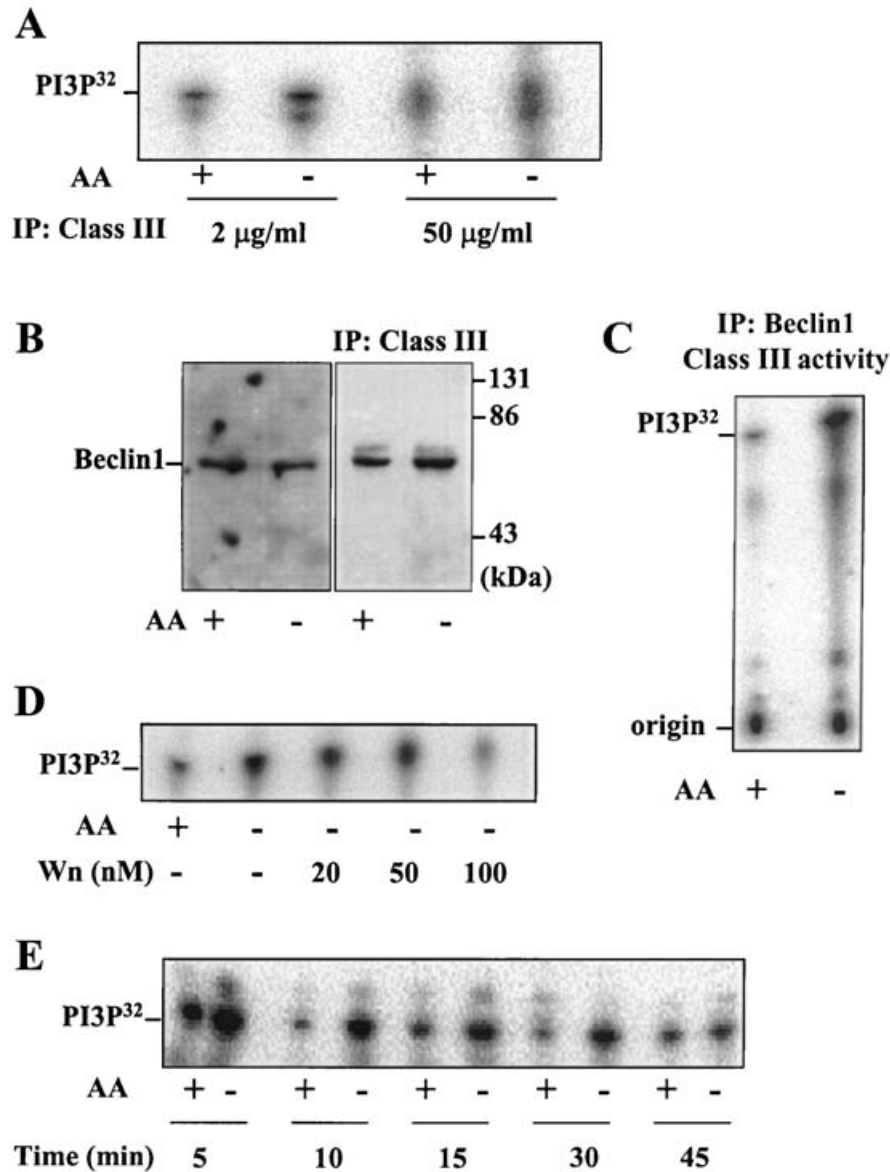 A
PI3P³²
AA + - + -
IP: Class III 2 μg/ml 50 μg/ml
B
IP: Class III
131
86
Beclin1
43
(kDa)
AA + - + -
C
IP: Beclin1
Class III activity
PI3P³²
origin
AA + -
D
PI3P³²
AA + - - - -
Wn (nM) - - 20 50 100
E
PI3P³²
AA + - + - + - + - + -
Time (min) 5 10 15 30 45